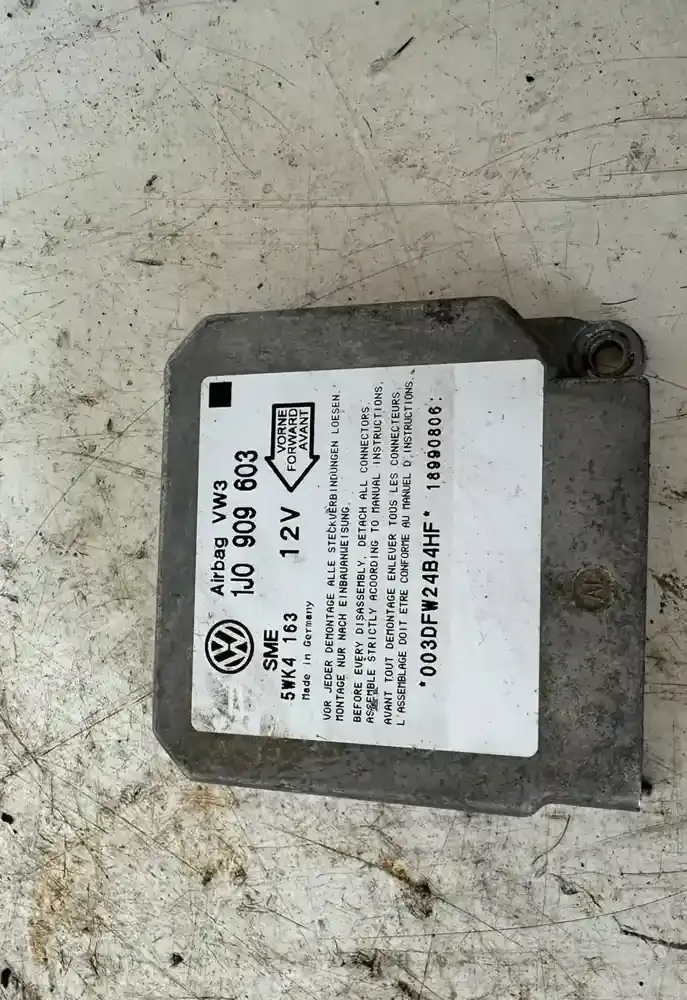 Airbag VW3
1J0 909 603
SME
5WK4 163
12V
Made in Germany
VORNE
FORWARD
AVANT
VOR JEDER DEMONTAGE ALLE STECKVERBINDUNGEN LOESEN.
MONTAGE NUR NACH EINBAUANWEISUNG.
BEFORE EVERY DISASSEMBLY, DETACH ALL CONNECTORS.
ASSEMBLE STRICTLY ACOORDING TO MANUAL INSTRUCTIONS.
AVANT TOUT DEMONTAGE ENLEVER TOUS LES CONNECTEURS.
L'ASSEMBLAGE DOIT ETRE CONFORME AU MANUEL D'INSTRUCTIONS.
*003DFW24B4HF* 18990806:
M